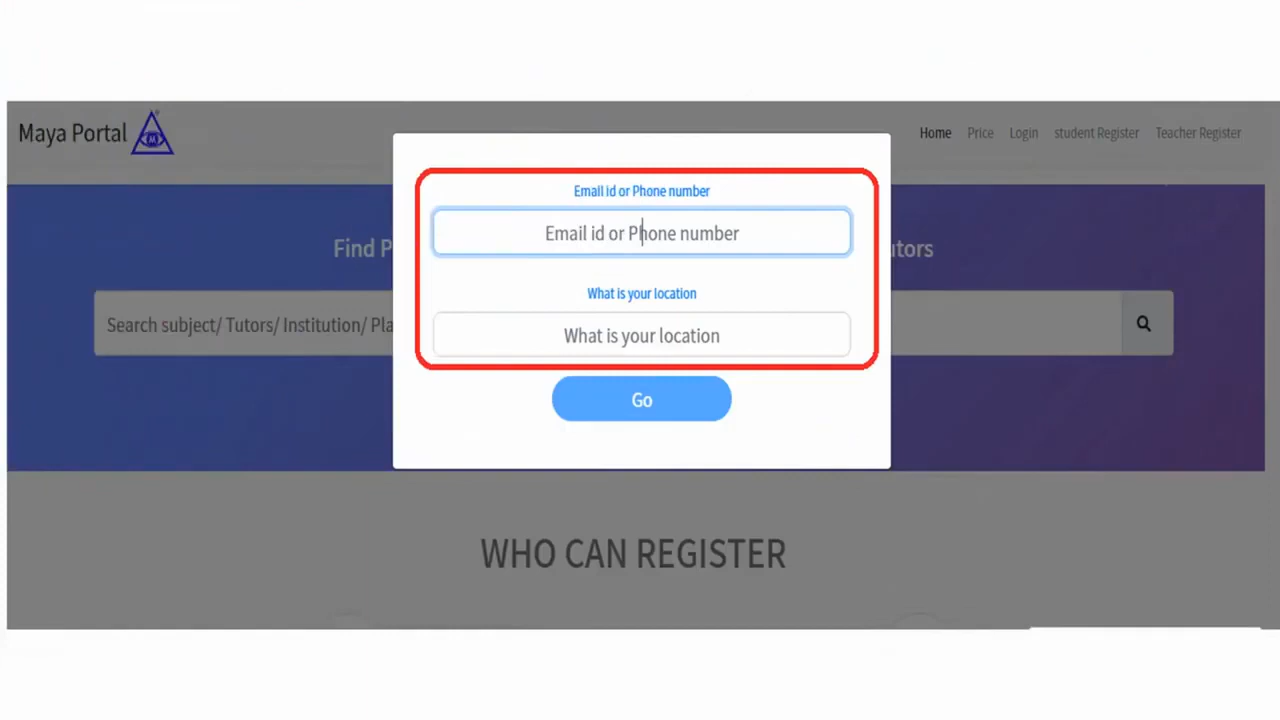 Maya Portal
M
Home Price Login student Register Teacher Register
Email id or Phone number
Email id or Phone number
Find
What is your location
Search subject/ Tutors/ Institution/
What is your location
Go
WHO CAN REGISTER